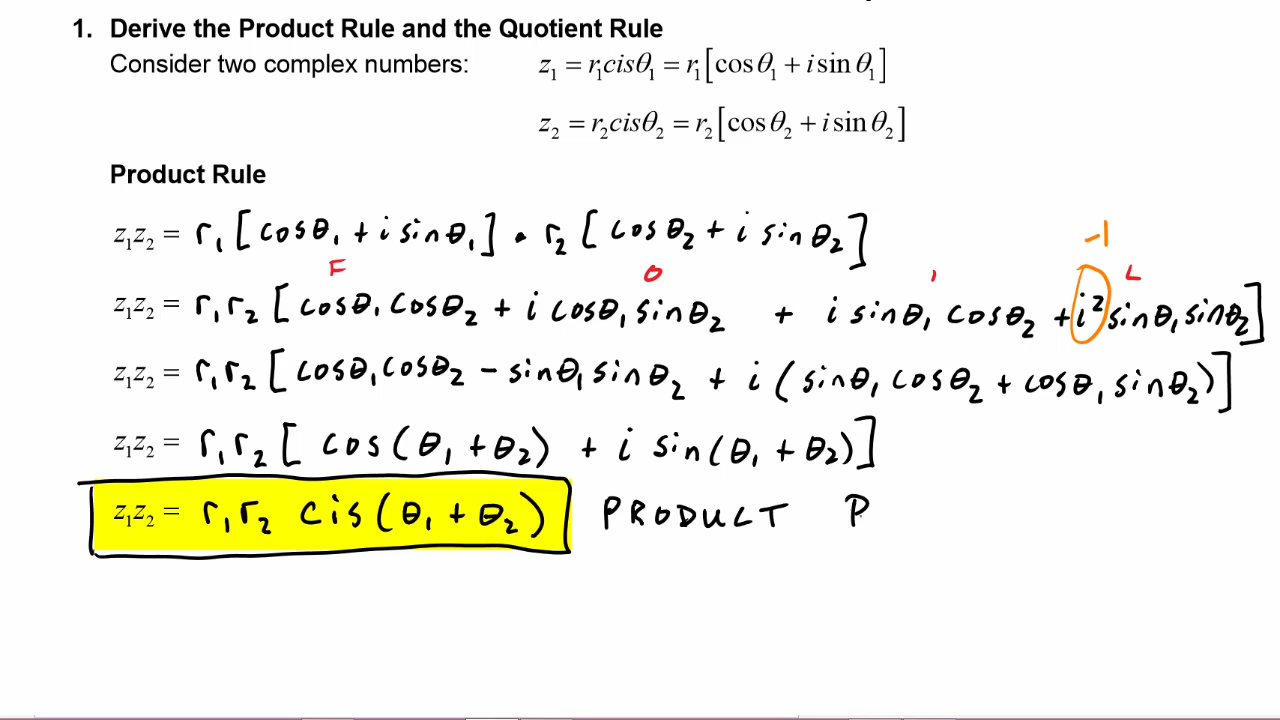 1. Derive the Product Rule and the Quotient Rule
Consider two complex numbers: z₁ = r₁cisθ₁ = r₁[cosθ₁ + i sinθ₁]
z₂ = r₂cisθ₂ = r₂[cosθ₂ + i sinθ₂]
Product Rule
z₁z₂ = r₁[cosθ₁ + i sinθ₁] • r₂[cosθ₂ + i sinθ₂]
-1
F O I L
z₁z₂ = r₁r₂[cosθ₁cosθ₂ + i cosθ₁sinθ₂ + i sinθ₁cosθ₂ + i²sinθ₁sinθ₂]
z₁z₂ = r₁r₂[cosθ₁cosθ₂ − sinθ₁sinθ₂ + i(sinθ₁cosθ₂ + cosθ₁sinθ₂)]
z₁z₂ = r₁r₂[cos(θ₁ + θ₂) + i sin(θ₁ + θ₂)]
z₁z₂ = r₁r₂ cis(θ₁ + θ₂) PRODUCT P